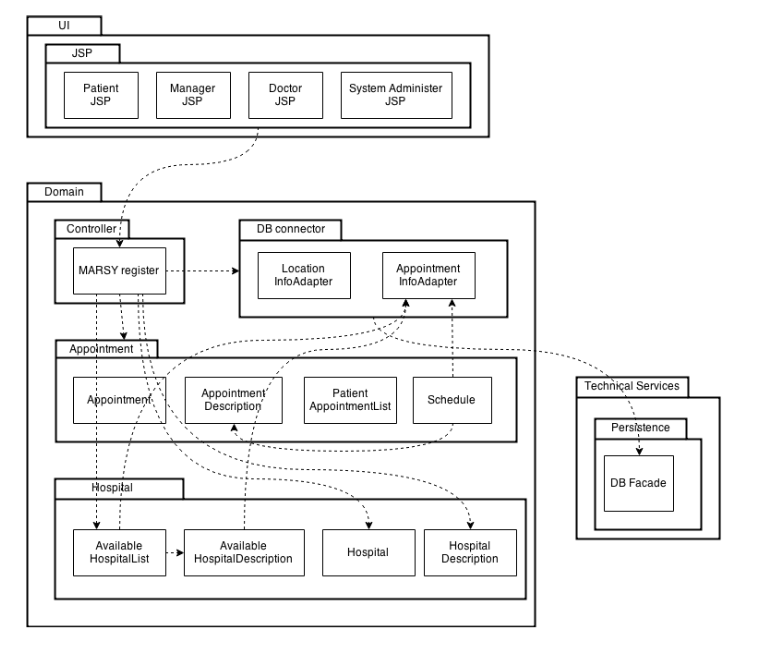 UI
JSP
Patient
JSP
Manager
JSP
Doctor
JSP
System Administer
JSP
Domain
Controller
MARSY register
DB connector
Location
InfoAdapter
Appointment
InfoAdapter
Appointment
Appointment
Appointment
Description
Patient
AppointmentList
Schedule
Technical Services
Persistence
DB Facade
Hospital
Available
HospitalList
Available
HospitalDescription
Hospital
Hospital
Description